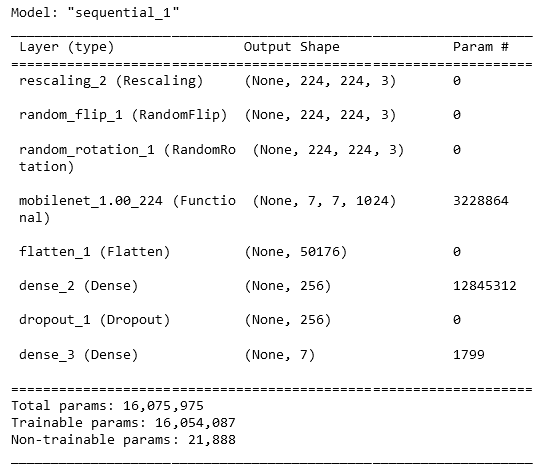 Model: "sequential_1"
Layer (type) Output Shape Param #
rescaling_2 (Rescaling) (None, 224, 224, 3) 0
random_flip_1 (RandomFlip) (None, 224, 224, 3) 0
random_rotation_1 (RandomRo (None, 224, 224, 3) 0
tation)
mobilenet_1.00_224 (Functio (None, 7, 7, 1024) 3228864
nal)
flatten_1 (Flatten) (None, 50176) 0
dense_2 (Dense) (None, 256) 12845312
dropout_1 (Dropout) (None, 256) 0
dense_3 (Dense) (None, 7) 1799
Total params: 16,075,975
Trainable params: 16,054,087
Non-trainable params: 21,888